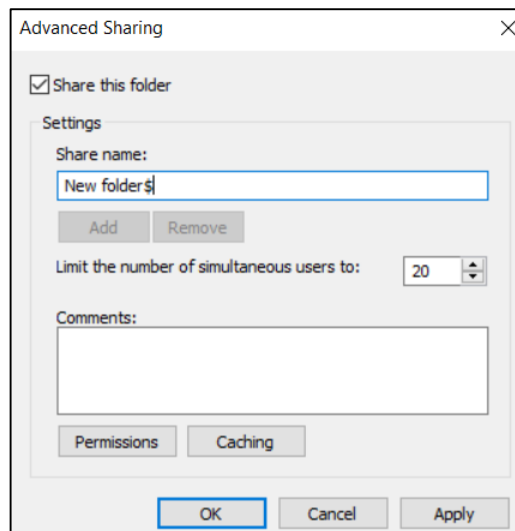 Advanced Sharing
Share this folder
Settings
Share name:
New folder$
Add Remove
Limit the number of simultaneous users to: 20
Comments:
Permissions Caching
OK Cancel Apply